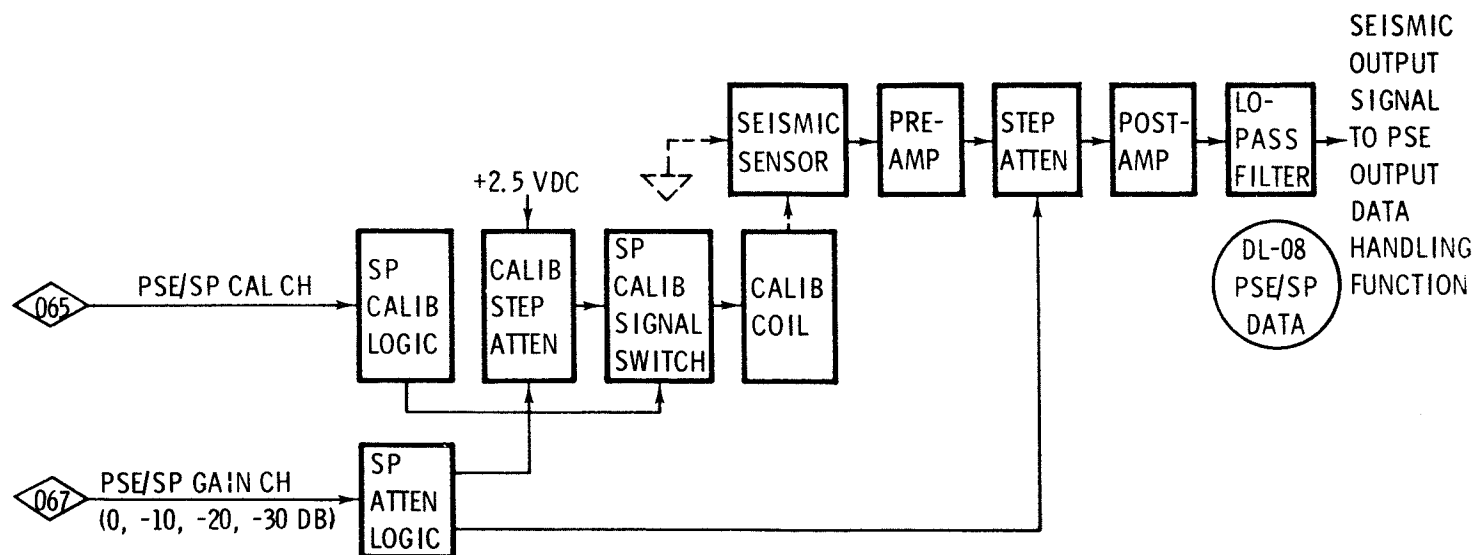 SEISMIC
OUTPUT
SIGNAL
TO PSE
OUTPUT
DATA
HANDLING
FUNCTION
SEISMIC
SENSOR
PRE-
AMP
STEP
ATTEN
POST-
AMP
LO-
PASS
FILTER
+2.5 VDC
DL-08
PSE/SP
DATA
065
PSE/SP CAL CH
SP
CALIB
LOGIC
CALIB
STEP
ATTEN
SP
CALIB
SIGNAL
SWITCH
CALIB
COIL
067
PSE/SP GAIN CH
(0, -10, -20, -30 DB)
SP
ATTEN
LOGIC